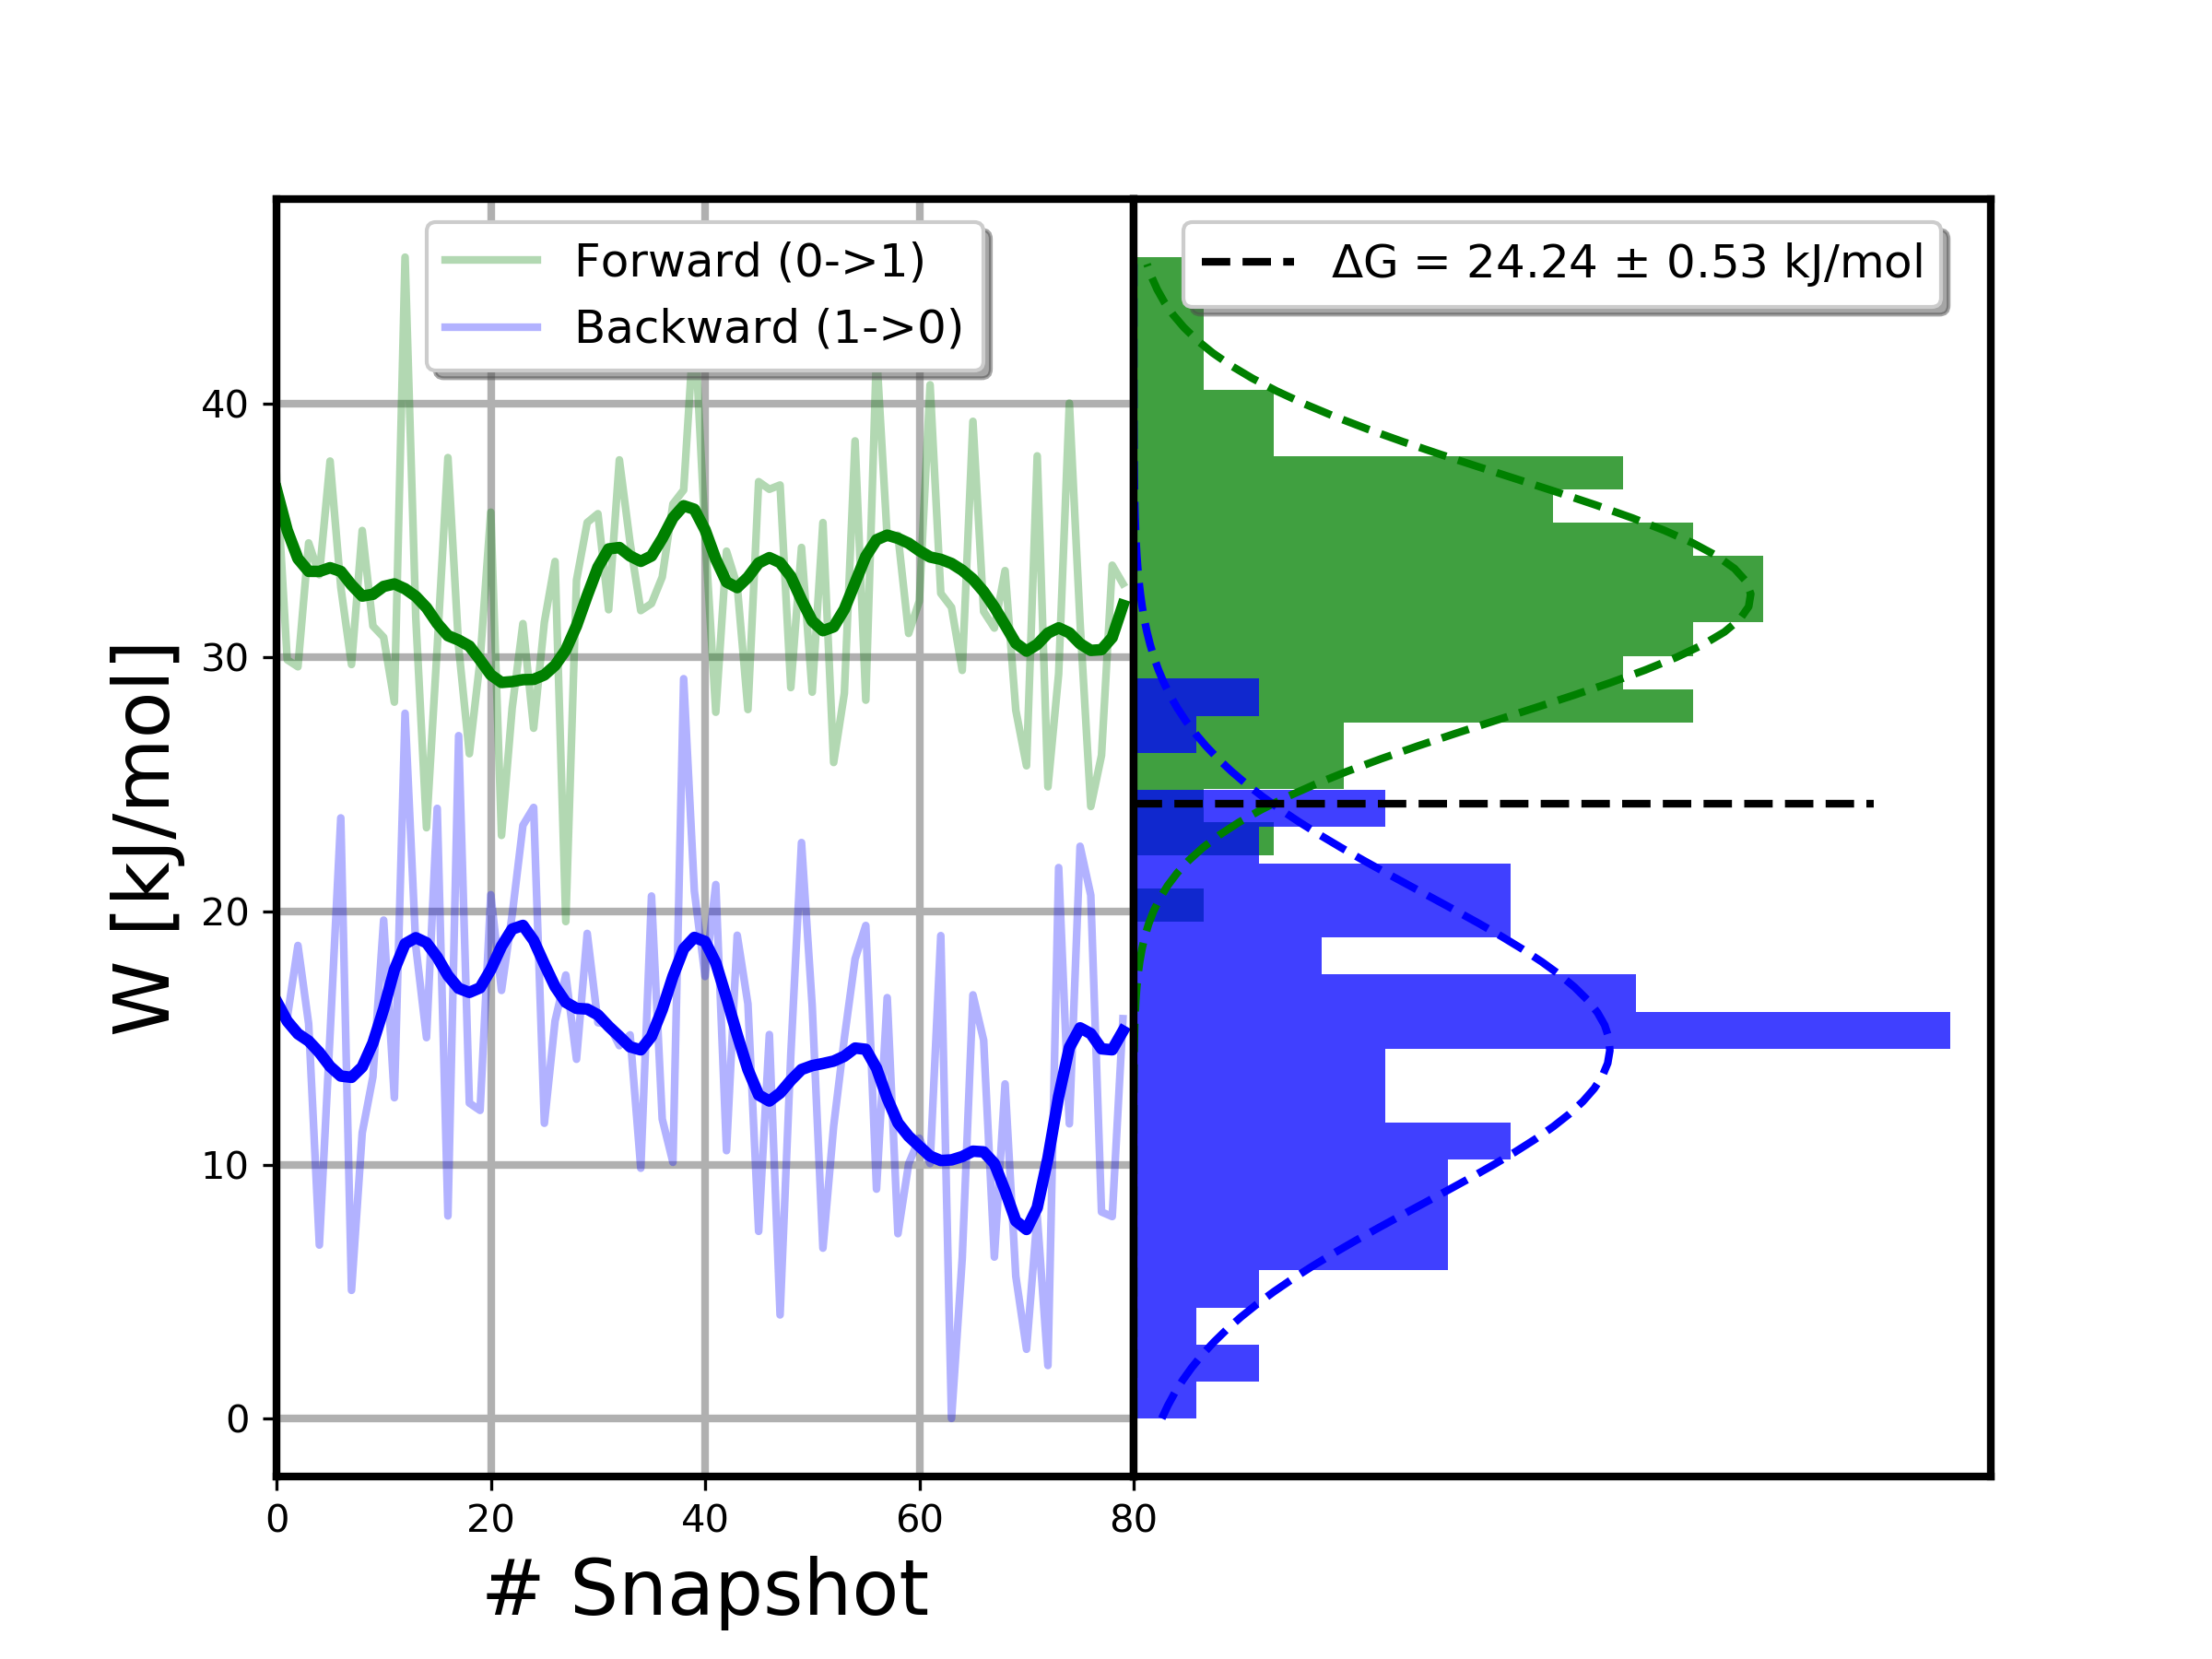 Forward (0->1)
Backward (1->0)
ΔG = 24.24 ± 0.53 kJ/mol
W [kJ/mol]
40
30
20
10
0
0 20 40 60 80
# Snapshot